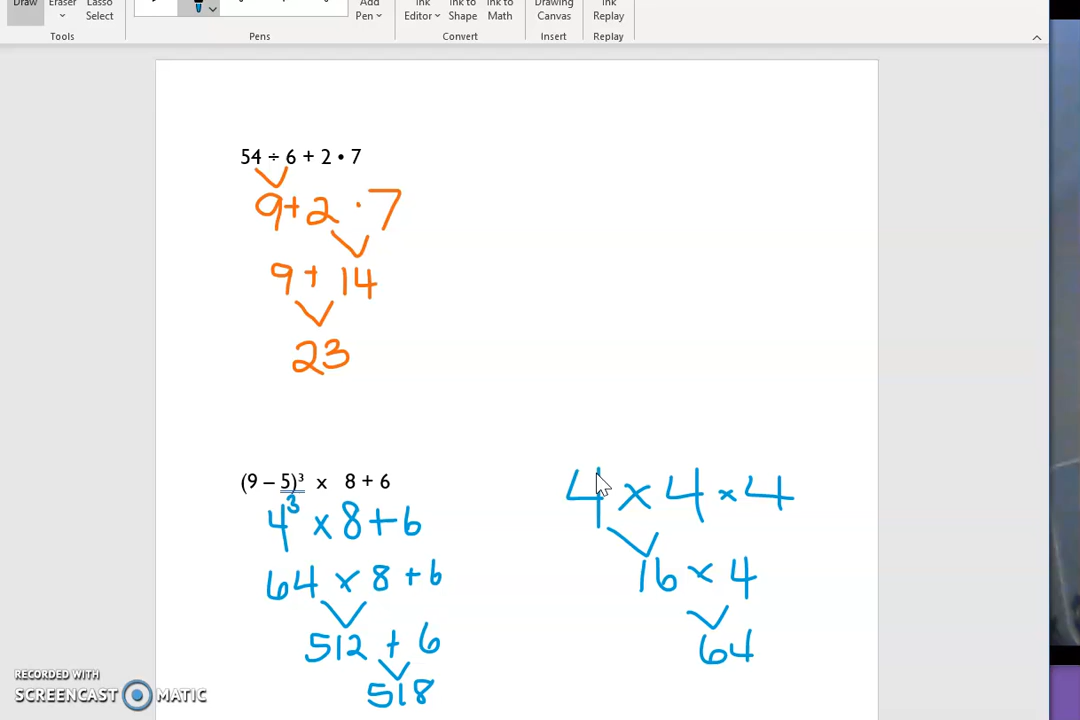 Draw Eraser Lasso Select Add Pen Ink Editor Ink to Shape Ink to Math Drawing Canvas Ink Replay
Tools Pens Convert Insert Replay
54 ÷ 6 + 2 • 7
9+2 · 7
9 + 14
23
(9 – 5)³ x 8 + 6
4³ x 8 + 6
64 x 8 + 6
512 + 6
518
4 x 4 x 4
16 x 4
64
RECORDED WITH
SCREENCAST MATIC